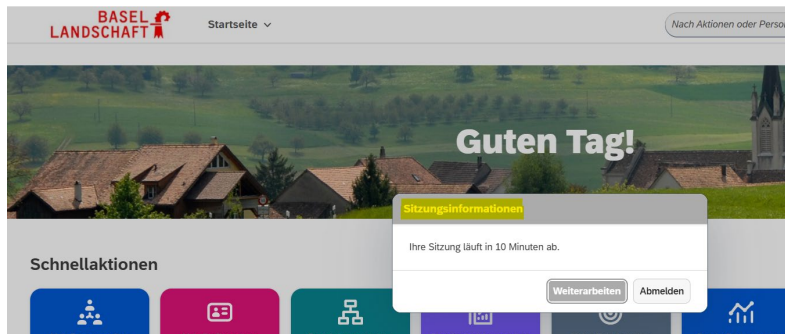 BASEL
LANDSCHAFT
Startseite
Nach Aktionen oder Perso
Guten Tag!
Sitzungsinformationen
Ihre Sitzung läuft in 10 Minuten ab.
Weiterarbeiten
Abmelden
Schnellaktionen